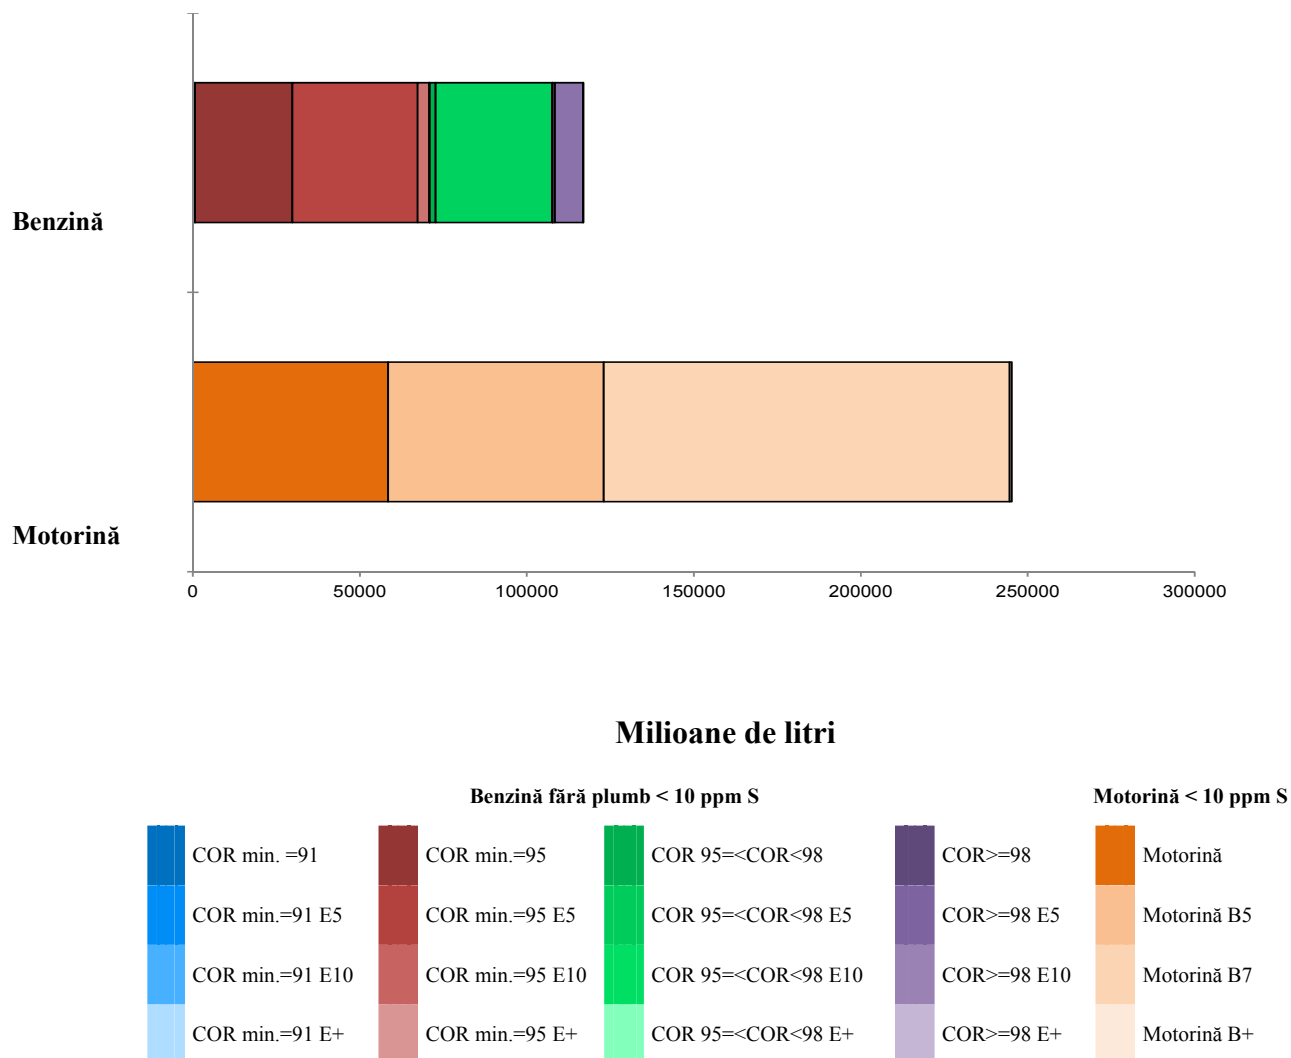 Benzină
Motorină
0 50000 100000 150000 200000 250000 300000
Milioane de litri
Benzină fără plumb < 10 ppm S Motorină < 10 ppm S
COR min. =91 COR min.=95 COR 95=<COR<98 COR>=98 Motorină
COR min.=91 E5 COR min.=95 E5 COR 95=<COR<98 E5 COR>=98 E5 Motorină B5
COR min.=91 E10 COR min.=95 E10 COR 95=<COR<98 E10 COR>=98 E10 Motorină B7
COR min.=91 E+ COR min.=95 E+ COR 95=<COR<98 E+ COR>=98 E+ Motorină B+